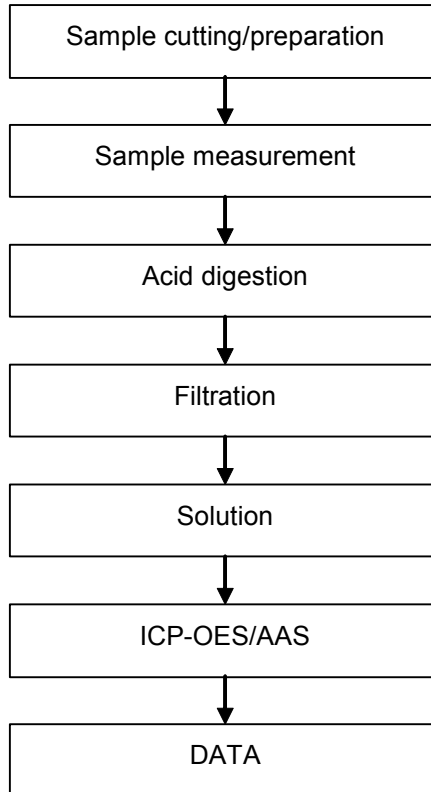 Sample cutting/preparation
Sample measurement
Acid digestion
Filtration
Solution
ICP-OES/AAS
DATA